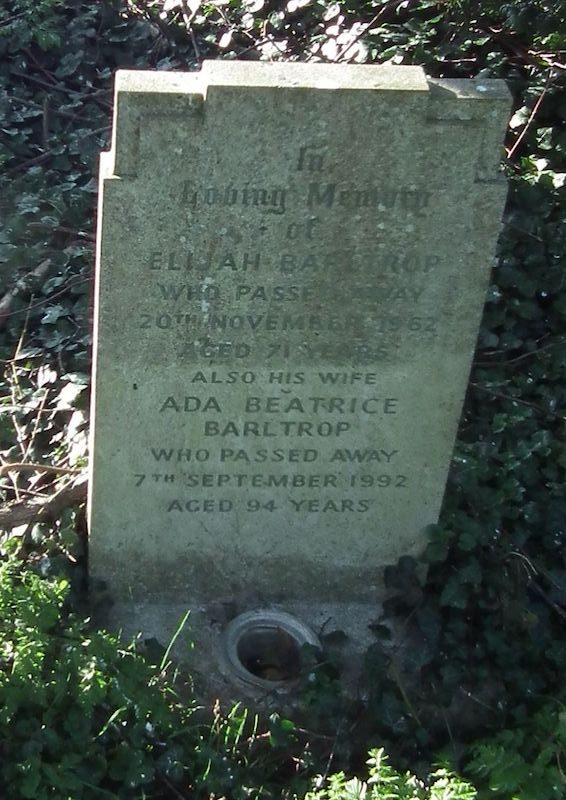 In
Loving Memory
of
ELIJAH BARLTROP
WHO PASSED AWAY
20TH NOVEMBER 1962
AGED 71 YEARS
ALSO HIS WIFE
ADA BEATRICE
BARLTROP
WHO PASSED AWAY
7TH SEPTEMBER 1992
AGED 94 YEARS